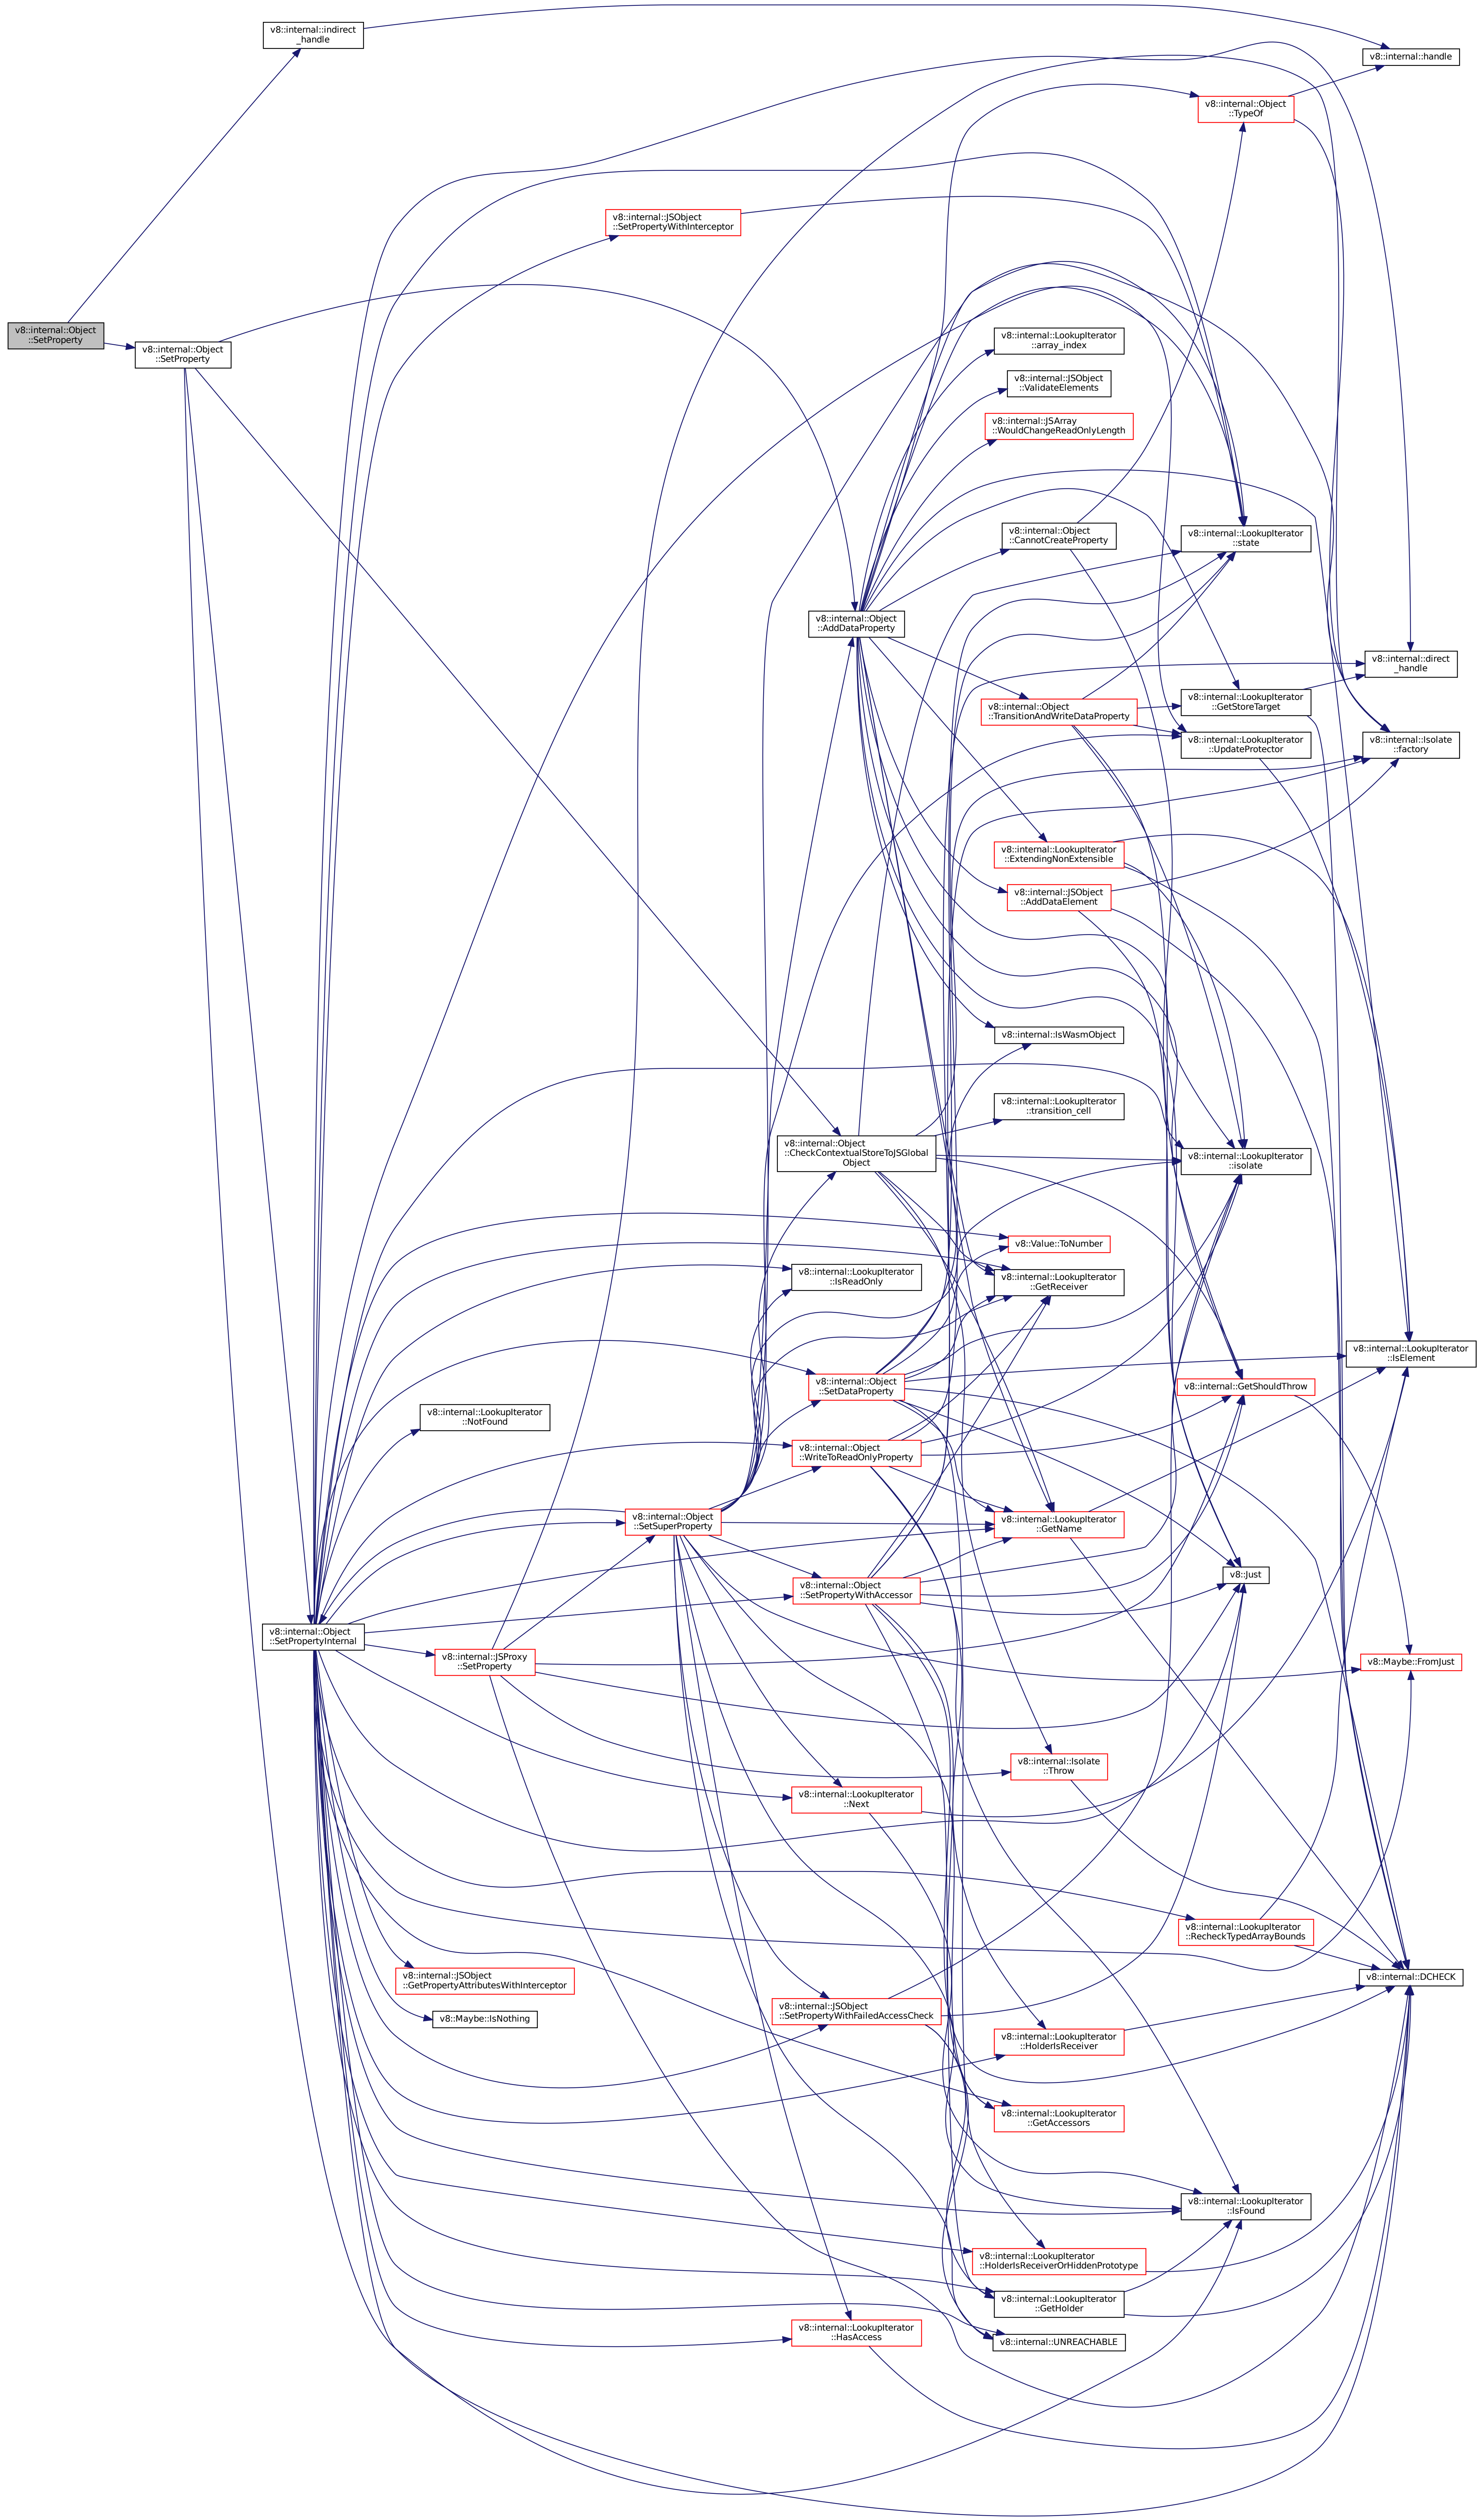 v8::internal::indirect
_handle
v8::internal::handle
v8::internal::Object
::TypeOf
v8::internal::JSObject
::SetPropertyWithInterceptor
v8::internal::Object
::SetProperty
v8::internal::Object
::SetProperty
v8::internal::LookupIterator
::array_index
v8::internal::JSObject
::ValidateElements
v8::internal::JSArray
::WouldChangeReadOnlyLength
v8::internal::Object
::CannotCreateProperty
v8::internal::LookupIterator
::state
v8::internal::Object
::AddDataProperty
v8::internal::direct
_handle
v8::internal::Object
::TransitionAndWriteDataProperty
v8::internal::LookupIterator
::GetStoreTarget
v8::internal::LookupIterator
::UpdateProtector
v8::internal::Isolate
::factory
v8::internal::LookupIterator
::ExtendingNonExtensible
v8::internal::JSObject
::AddDataElement
v8::internal::IsWasmObject
v8::internal::LookupIterator
::transition_cell
v8::internal::Object
::CheckContextualStoreToJSGlobal
Object
v8::internal::LookupIterator
::isolate
v8::Value::ToNumber
v8::internal::LookupIterator
::IsReadOnly
v8::internal::LookupIterator
::GetReceiver
v8::internal::LookupIterator
::IsElement
v8::internal::Object
::SetDataProperty
v8::internal::GetShouldThrow
v8::internal::LookupIterator
::NotFound
v8::internal::Object
::WriteToReadOnlyProperty
v8::internal::Object
::SetSuperProperty
v8::internal::LookupIterator
::GetName
v8::internal::Object
::SetPropertyWithAccessor
v8::Just
v8::internal::Object
::SetPropertyInternal
v8::internal::JSProxy
::SetProperty
v8::Maybe::FromJust
v8::internal::Isolate
::Throw
v8::internal::LookupIterator
::Next
v8::internal::LookupIterator
::RecheckTypedArrayBounds
v8::internal::JSObject
::GetPropertyAttributesWithInterceptor
v8::internal::DCHECK
v8::Maybe::IsNothing
v8::internal::JSObject
::SetPropertyWithFailedAccessCheck
v8::internal::LookupIterator
::HolderIsReceiver
v8::internal::LookupIterator
::GetAccessors
v8::internal::LookupIterator
::IsFound
v8::internal::LookupIterator
::HolderIsReceiverOrHiddenPrototype
v8::internal::LookupIterator
::GetHolder
v8::internal::LookupIterator
::HasAccess
v8::internal::UNREACHABLE